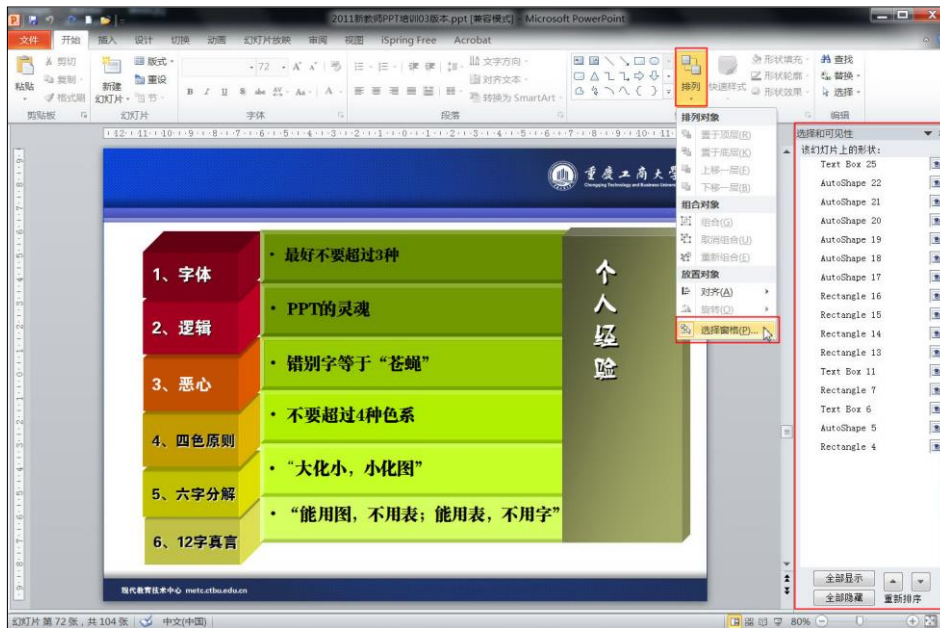 2011新教师PPT培训03版本.ppt [兼容模式] - Microsoft PowerPoint
文件 开始 插入 设计 切换 动画 幻灯片放映 审阅 视图 iSpring Free Acrobat
粘贴 剪切 复制 格式刷
新建幻灯片 版式 重设 节
72
文字方向 对齐文本 转换为 SmartArt
排列 快速样式 形状填充 形状轮廓 形状效果
查找 替换 选择
剪贴板 幻灯片 字体 段落 编辑
排列对象
置于顶层(R)
置于底层(K)
上移一层(F)
下移一层(B)
组合对象
组合(G)
取消组合(U)
重新组合(E)
放置对象
对齐(A)
旋转(O)
选择窗格(P)...
选择和可见性
该幻灯片上的形状:
Text Box 25
AutoShape 22
AutoShape 21
AutoShape 20
AutoShape 19
AutoShape 18
AutoShape 17
Rectangle 16
Rectangle 15
Rectangle 14
Rectangle 13
Text Box 11
Rectangle 7
Text Box 6
AutoShape 5
Rectangle 4
全部显示
全部隐藏 重新排序
重庆工商大学
Chongqing Technology and Business Univers
1、字体
· 最好不要超过3种
2、逻辑
· PPT的灵魂
3、恶心
· 错别字等于“苍蝇”
4、四色原则
· 不要超过4种色系
5、六字分解
· “大化小，小化图”
6、12字真言
· “能用图，不用表；能用表，不用字”
个人经验
现代教育技术中心 metc.ctbu.edu.cn
幻灯片 第 72 张，共 104 张 中文(中国) 80%